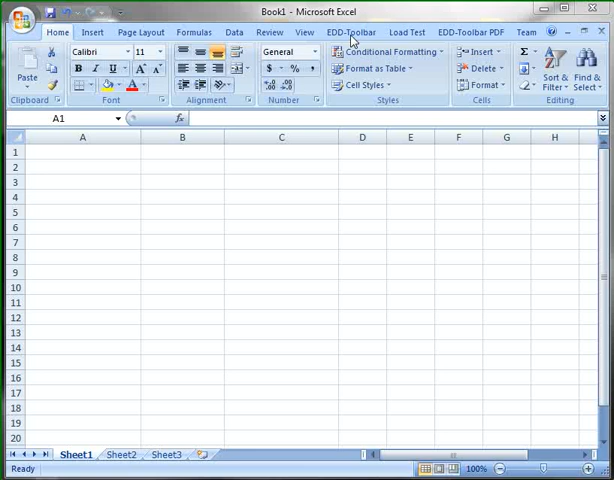 Book1 - Microsoft Excel
Home Insert Page Layout Formulas Data Review View EDD-Toolbar Load Test EDD-Toolbar PDF Team
Calibri 11 General Conditional Formatting Insert Σ
Paste B I U A A $ % , Format as Table Delete Sort & Find &
A Cell Styles Format Filter Select
Clipboard Font Alignment Number Styles Cells Editing
A1 fx
A B C D E F G H
1
2
3
4
5
6
7
8
9
10
11
12
13
14
15
16
17
18
19
20
Sheet1 Sheet2 Sheet3
Ready 100%